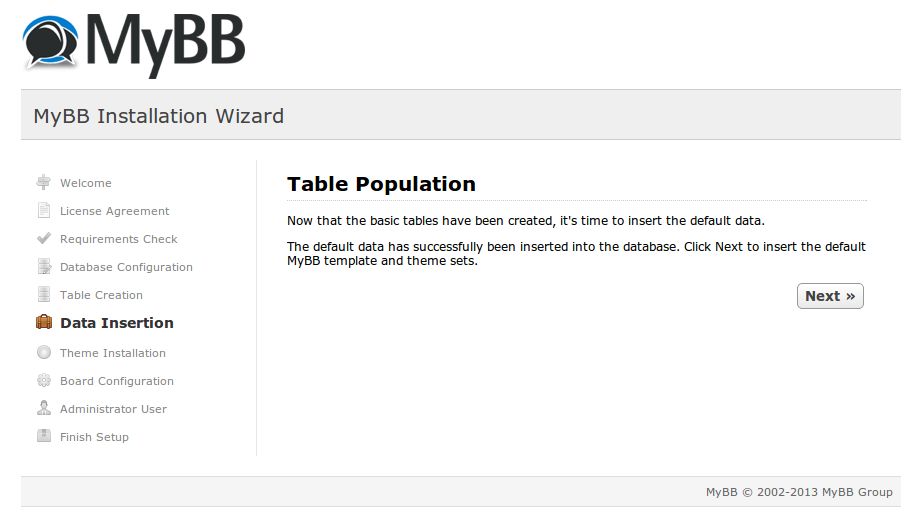 MyBB
MyBB Installation Wizard
Welcome
License Agreement
Requirements Check
Database Configuration
Table Creation
Data Insertion
Theme Installation
Board Configuration
Administrator User
Finish Setup
Table Population
Now that the basic tables have been created, it's time to insert the default data.
The default data has successfully been inserted into the database. Click Next to insert the default
MyBB template and theme sets.
Next »
MyBB © 2002-2013 MyBB Group